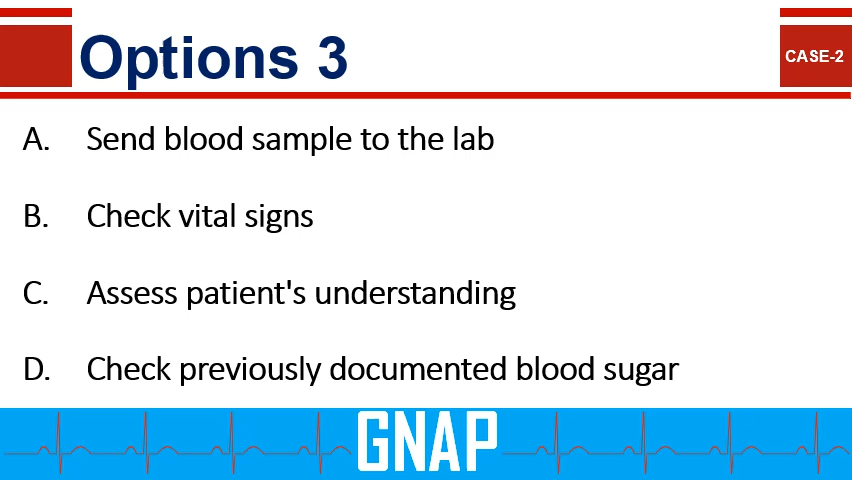 Options 3
CASE-2
A. Send blood sample to the lab
B. Check vital signs
C. Assess patient's understanding
D. Check previously documented blood sugar
GNAP